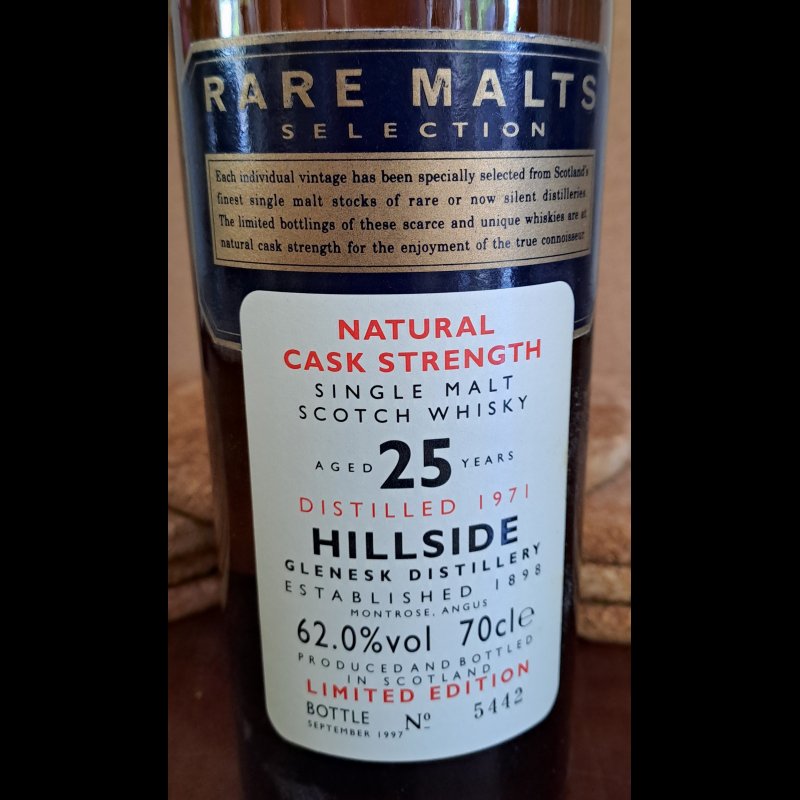 RARE MALTS
SELECTION
Each individual vintage has been specially selected from Scotland's
finest single malt stocks of rare or now silent distilleries.
The limited bottlings of these scarce and unique whiskies are at
natural cask strength for the enjoyment of the true connoisseur.
NATURAL
CASK STRENGTH
SINGLE MALT
SCOTCH WHISKY
AGED 25 YEARS
DISTILLED 1971
HILLSIDE
GLENESK DISTILLERY
ESTABLISHED 1898
MONTROSE, ANGUS
62.0%vol 70cl℮
PRODUCED AND BOTTLED
IN SCOTLAND
LIMITED EDITION
BOTTLE Nº 5442
SEPTEMBER 1997